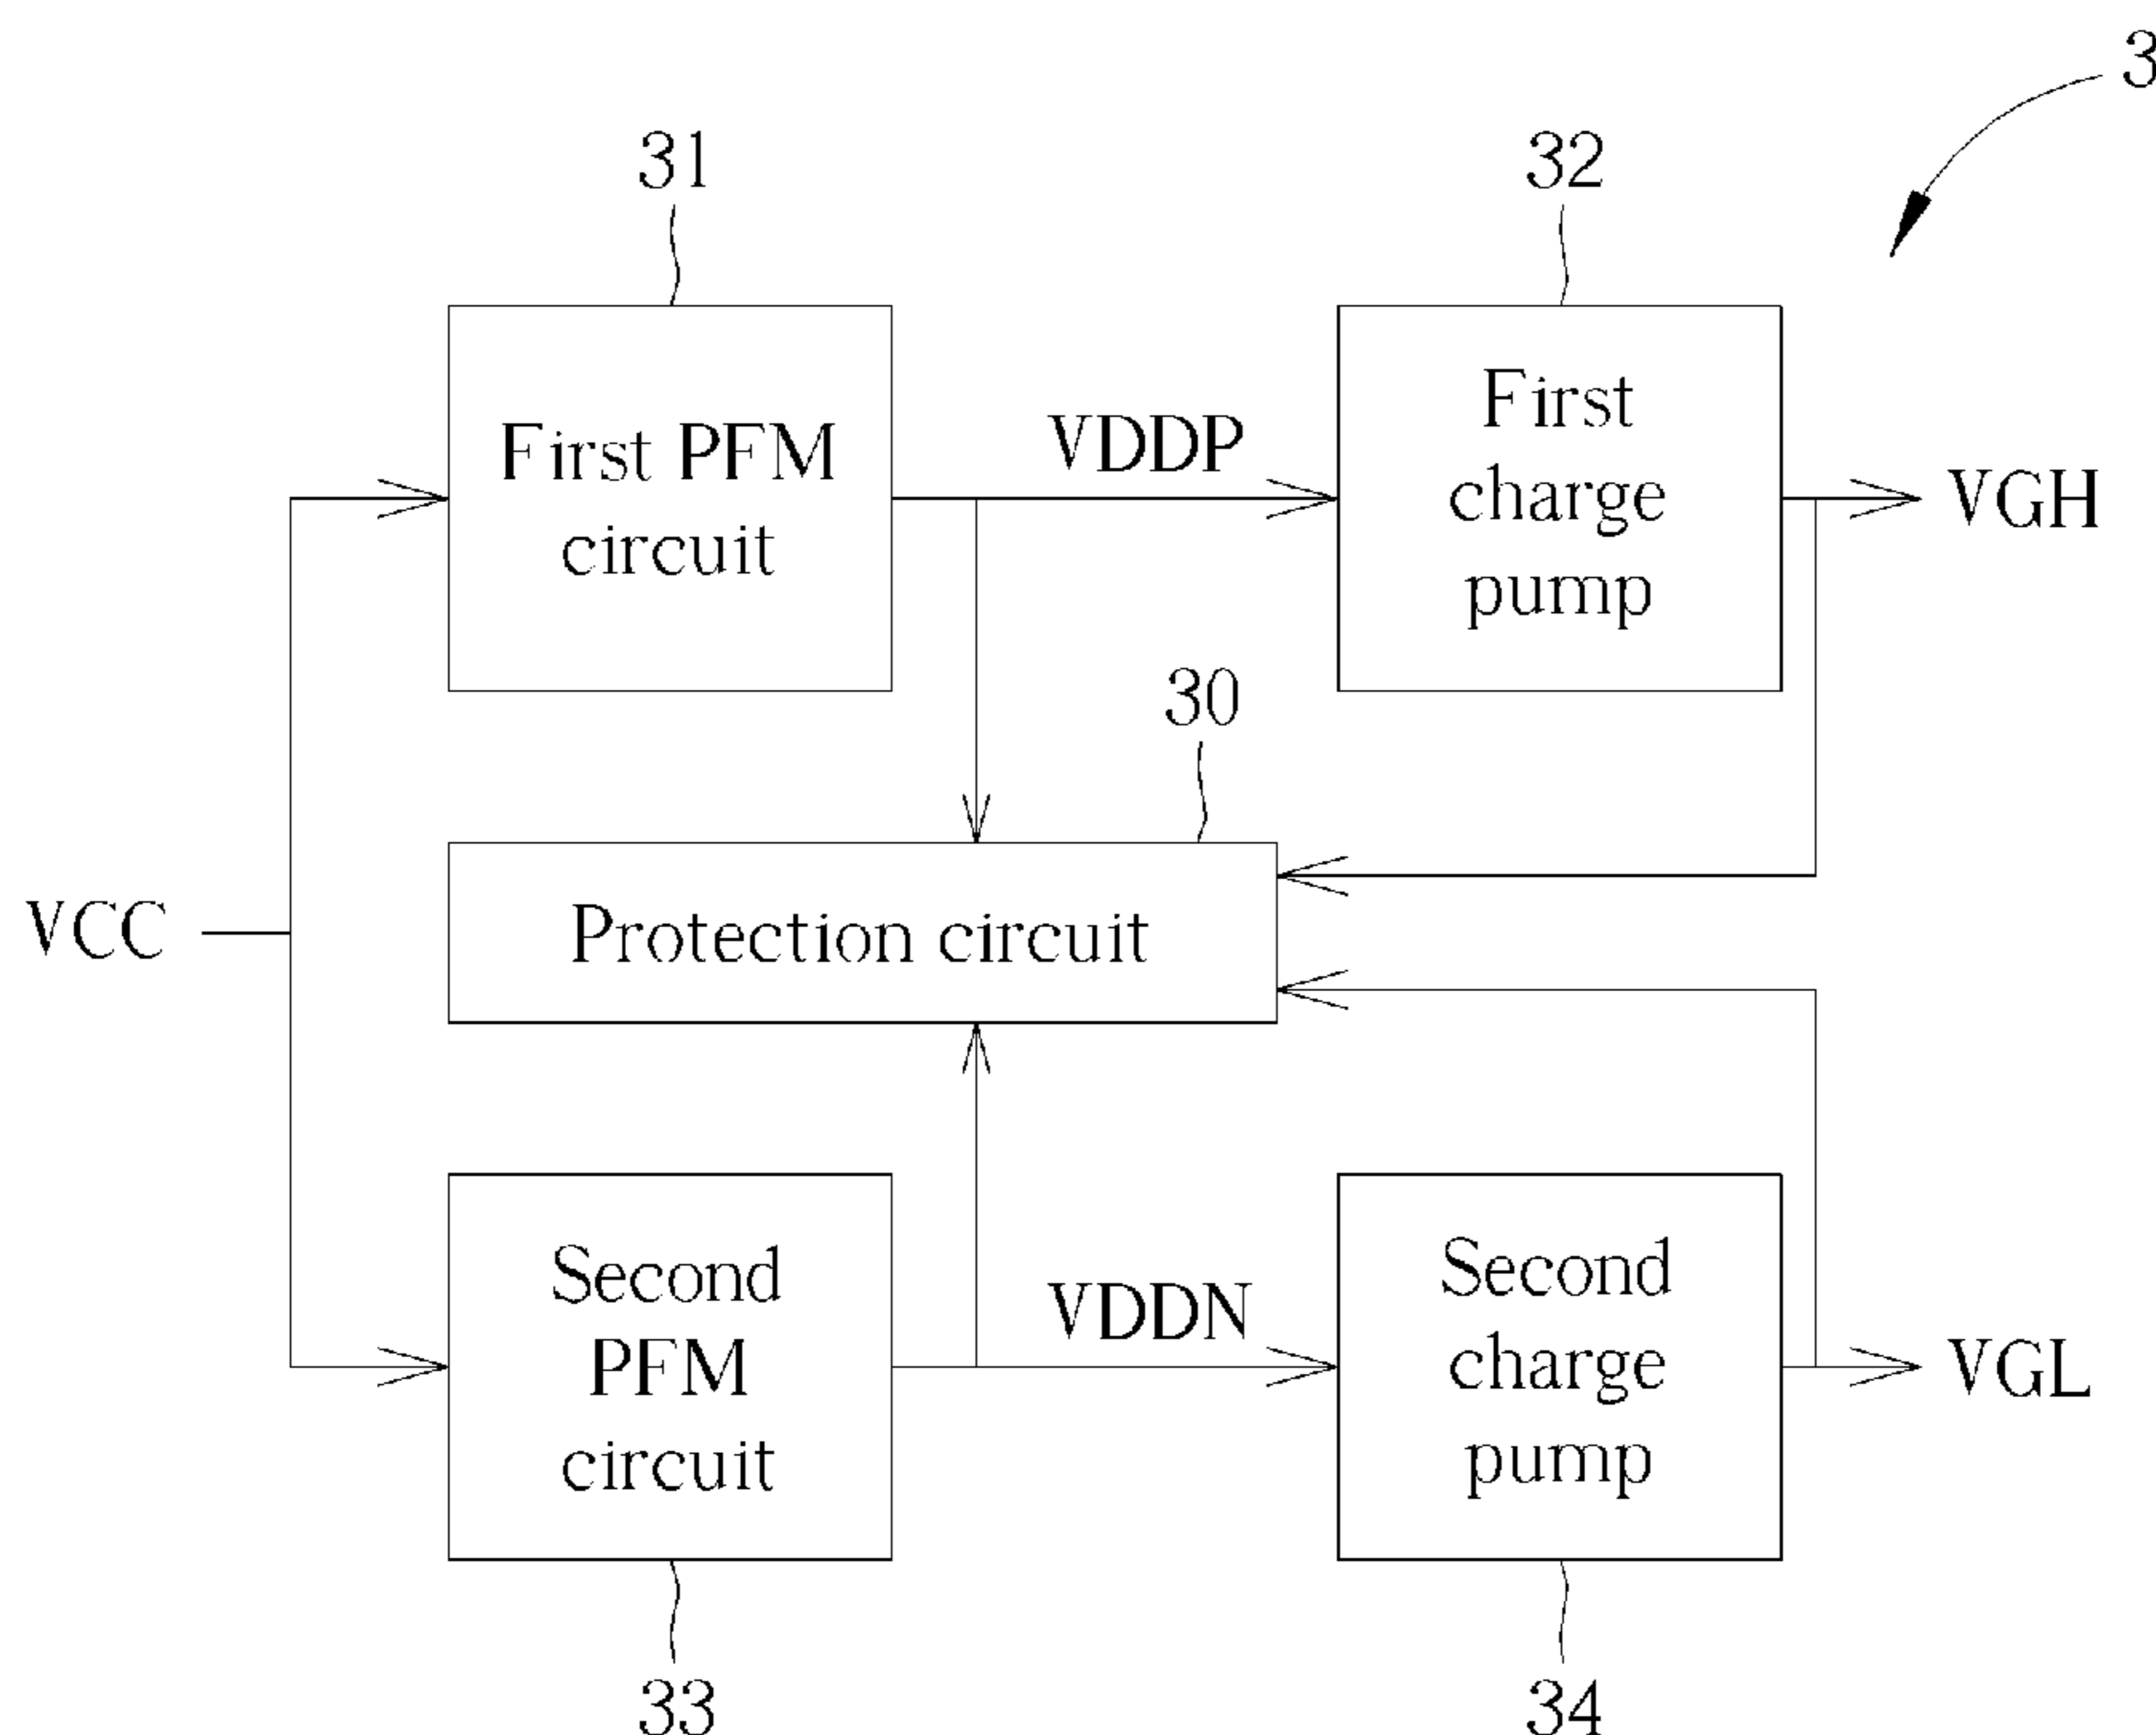 3
31
32
First PFM
circuit
VDDP
First
charge
pump
VGH
30
VCC
Protection circuit
Second
PFM
circuit
VDDN
Second
charge
pump
VGL
33
34